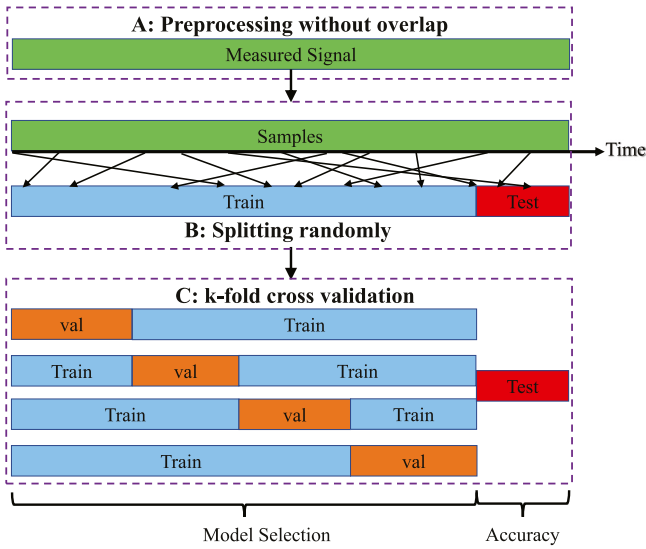 A: Preprocessing without overlap
Measured Signal
Samples
Time
Train
Test
B: Splitting randomly
C: k-fold cross validation
val
Train
Train
val
Train
Test
Train
val
Train
Train
val
Model Selection
Accuracy